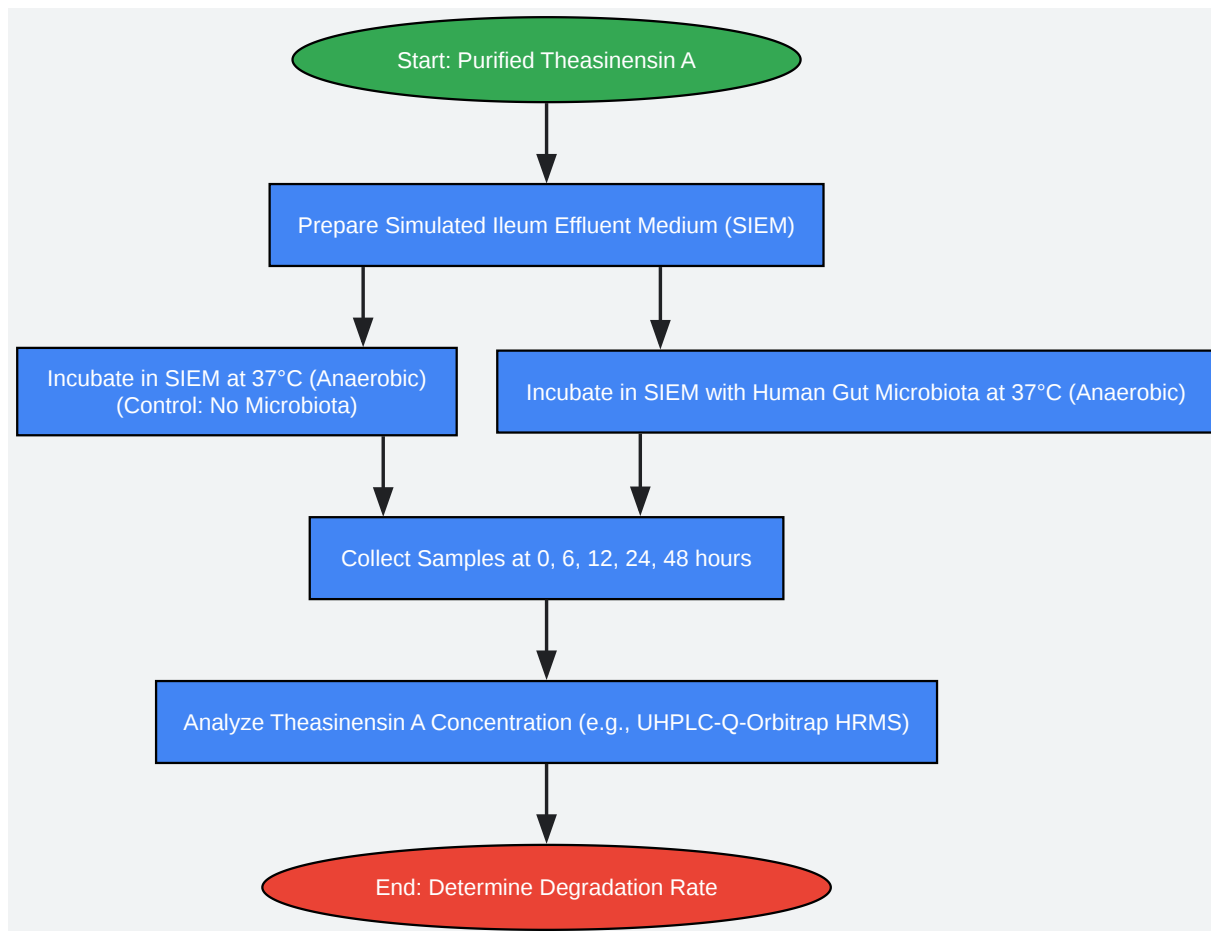 Start: Purified Theasinensin A
Prepare Simulated Ileum Effluent Medium (SIEM)
Incubate in SIEM at 37°C (Anaerobic)
(Control: No Microbiota)
Incubate in SIEM with Human Gut Microbiota at 37°C (Anaerobic)
Collect Samples at 0, 6, 12, 24, 48 hours
Analyze Theasinensin A Concentration (e.g., UHPLC-Q-Orbitrap HRMS)
End: Determine Degradation Rate